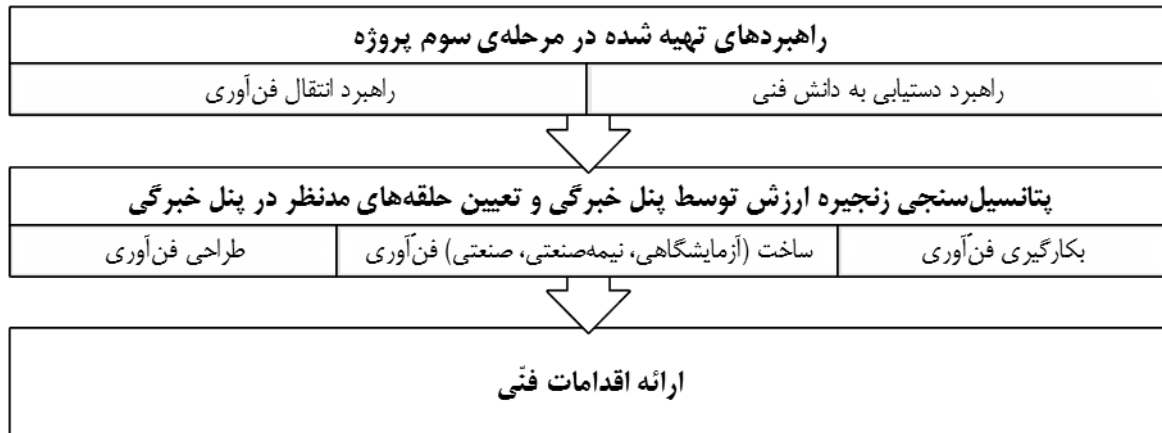 راهبردهای تهیه شده در مرحله‌ی سوم پروژه
راهبرد دستیابی به دانش فنی
راهبرد انتقال فن‌آوری
پتانسیل‌سنجی زنجیره ارزش توسط پنل خبرگی و تعیین حلقه‌های مدنظر در پنل خبرگی
بکارگیری فن‌آوری
ساخت (آزمایشگاهی، نیمه‌صنعتی، صنعتی) فن‌آوری
طراحی فن‌آوری
ارائه اقدامات فنّی